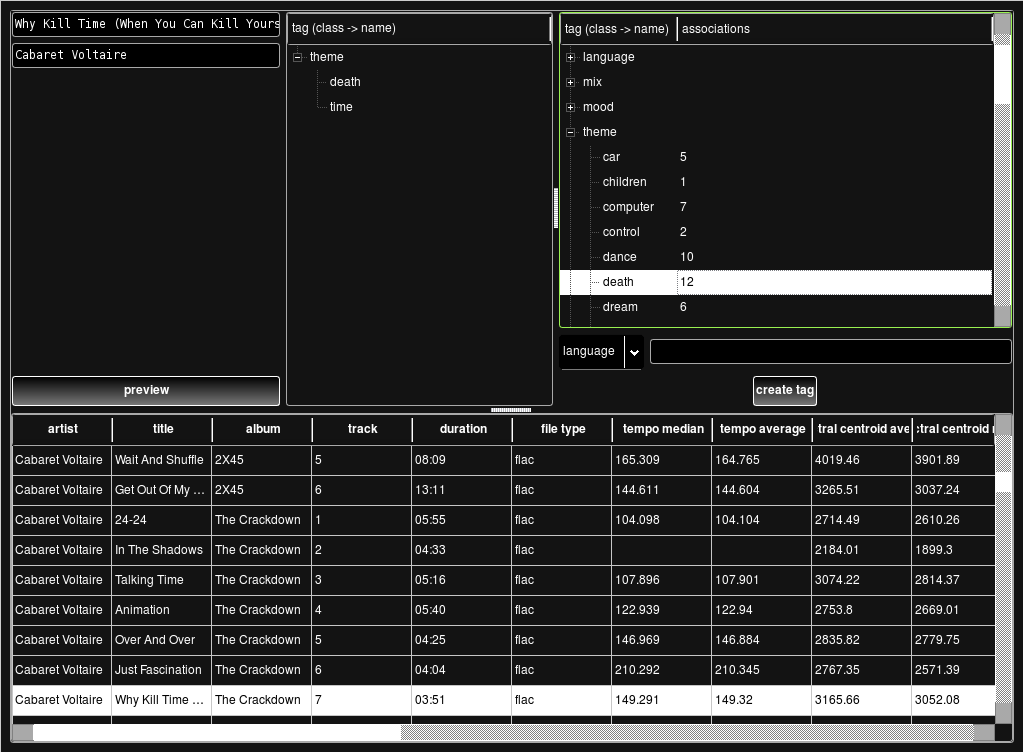 Why Kill Time (When You Can Kill Yours
Cabaret Voltaire
preview
tag (class -> name)
theme
death
time
tag (class -> name) associations
language
mix
mood
theme
car 5
children 1
computer 7
control 2
dance 10
death 12
dream 6
language
create tag
artist title album track duration file type tempo median tempo average tral centroid ave :tral centroid r
Cabaret Voltaire Wait And Shuffle 2X45 5 08:09 flac 165.309 164.765 4019.46 3901.89
Cabaret Voltaire Get Out Of My ... 2X45 6 13:11 flac 144.611 144.604 3265.51 3037.24
Cabaret Voltaire 24-24 The Crackdown 1 05:55 flac 104.098 104.104 2714.49 2610.26
Cabaret Voltaire In The Shadows The Crackdown 2 04:33 flac 2184.01 1899.3
Cabaret Voltaire Talking Time The Crackdown 3 05:16 flac 107.896 107.901 3074.22 2814.37
Cabaret Voltaire Animation The Crackdown 4 05:40 flac 122.939 122.94 2753.8 2669.01
Cabaret Voltaire Over And Over The Crackdown 5 04:25 flac 146.969 146.884 2835.82 2779.75
Cabaret Voltaire Just Fascination The Crackdown 6 04:04 flac 210.292 210.345 2767.35 2571.39
Cabaret Voltaire Why Kill Time ... The Crackdown 7 03:51 flac 149.291 149.32 3165.66 3052.08